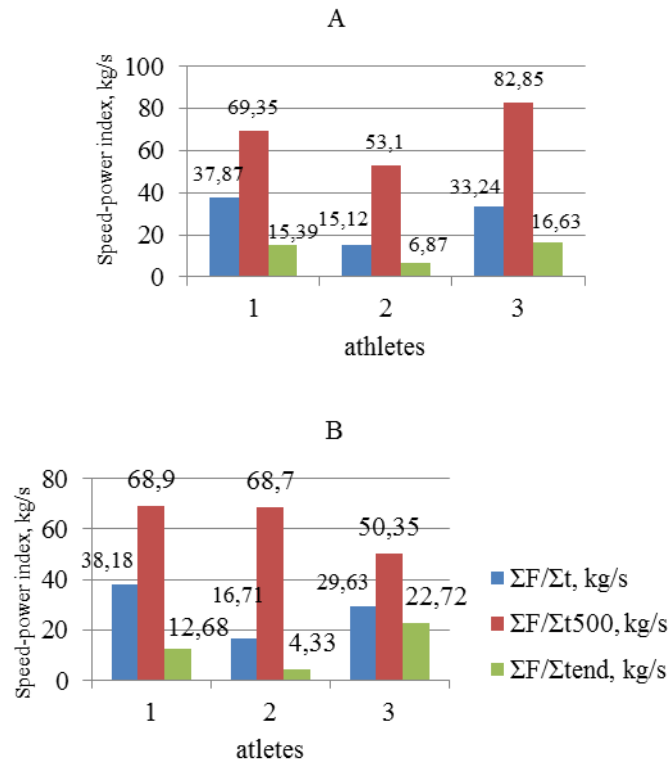 A
Speed-power index, kg/s
100
80
60
40
20
0
37,87
69,35
15,39
15,12
53,1
6,87
33,24
82,85
16,63
1 2 3
athletes
B
Speed-power index, kg/s
80
60
40
20
0
38,18
68,9
12,68
16,71
68,7
4,33
29,63
50,35
22,72
1 2 3
atletes
ΣF/Σt, kg/s
ΣF/Σt500, kg/s
ΣF/Σtend, kg/s